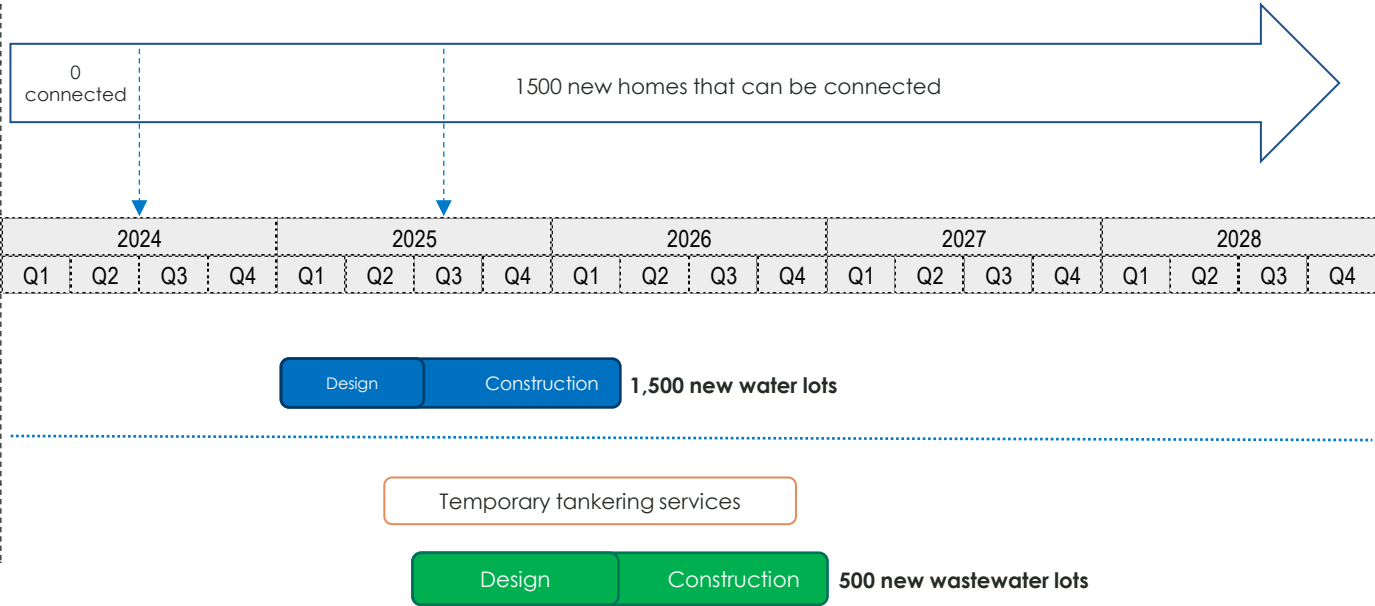 0
connected
1500 new homes that can be connected
2024 2025 2026 2027 2028
Q1 Q2 Q3 Q4 Q1 Q2 Q3 Q4 Q1 Q2 Q3 Q4 Q1 Q2 Q3 Q4 Q1 Q2 Q3 Q4
Design Construction 1,500 new water lots
Temporary tankering services
Design Construction 500 new wastewater lots